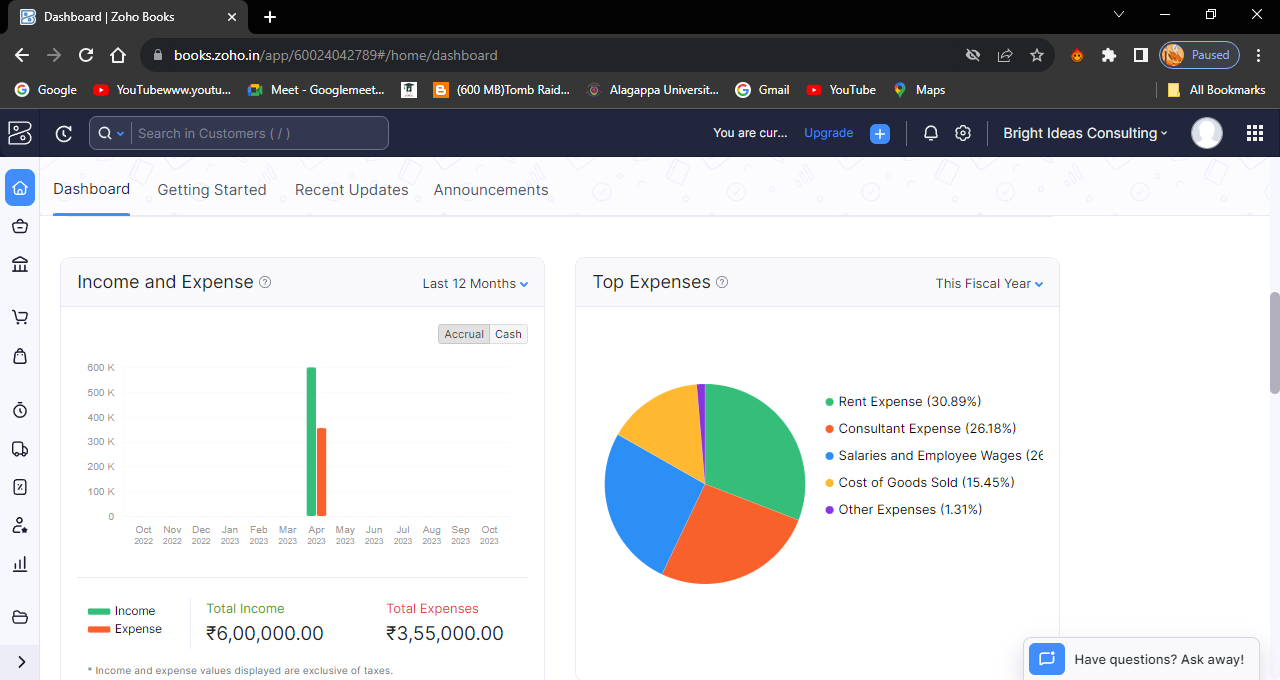 Dashboard | Zoho Books
books.zoho.in/app/60024042789#/home/dashboard
Paused
Google
YouTubewww.youtu...
Meet - Googlemeet...
(600 MB)Tomb Raid...
Alagappa Universit...
Gmail
YouTube
Maps
All Bookmarks
Search in Customers ( / )
You are cur...
Upgrade
Bright Ideas Consulting
Dashboard
Getting Started
Recent Updates
Announcements
Income and Expense
Last 12 Months
Accrual
Cash
600 K
500 K
400 K
300 K
200 K
100 K
0
Oct Nov Dec Jan Feb Mar Apr May Jun Jul Aug Sep Oct
2022 2022 2022 2023 2023 2023 2023 2023 2023 2023 2023 2023 2023
Income
Expense
Total Income
₹6,00,000.00
Total Expenses
₹3,55,000.00
* Income and expense values displayed are exclusive of taxes.
Top Expenses
This Fiscal Year
Rent Expense (30.89%)
Consultant Expense (26.18%)
Salaries and Employee Wages (26
Cost of Goods Sold (15.45%)
Other Expenses (1.31%)
Have questions? Ask away!